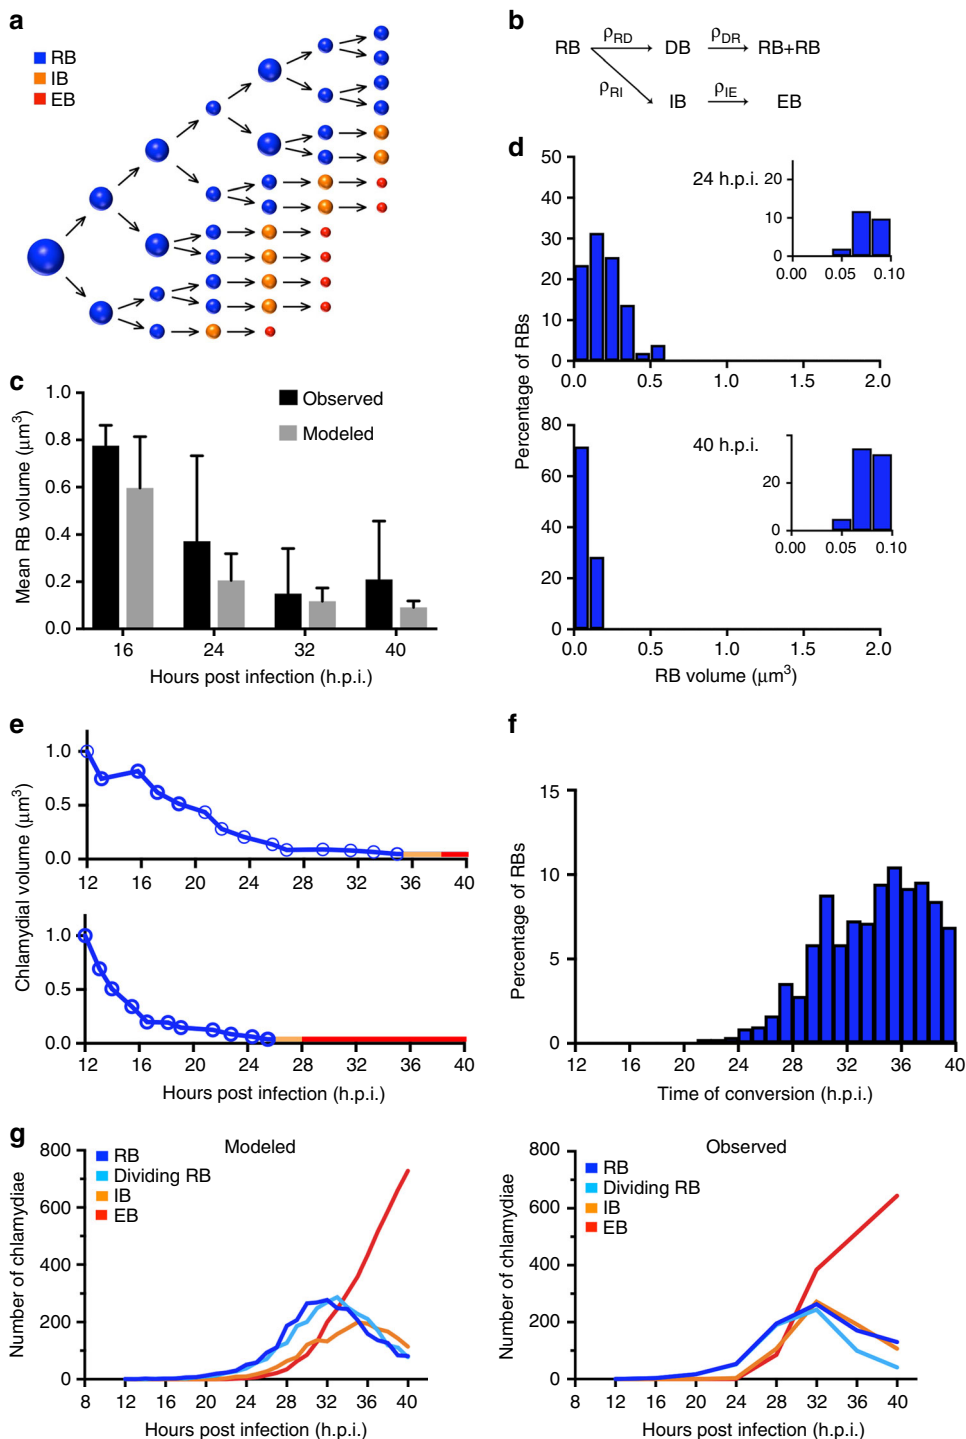 a
RB
IB
EB
b
RB ρRD DB ρDR RB+RB
ρRI IB ρIE EB
c
1.0
0.8
0.6
0.4
0.2
0.0
Mean RB volume (μm³)
Observed
Modeled
16 24 32 40
Hours post infection (h.p.i.)
d
50
40
30
20
10
0
24 h.p.i.
20
10
0
0.00 0.05 0.10
0.0 0.5 1.0 1.5 2.0
Percentage of RBs
80
60
40
20
0
40 h.p.i.
20
0
0.00 0.05 0.10
0.0 0.5 1.0 1.5 2.0
RB volume (μm³)
e
1.0
0.5
0.0
12 16 20 24 28 32 36 40
Chlamydial volume (μm³)
1.0
0.5
0.0
12 16 20 24 28 32 36 40
Hours post infection (h.p.i.)
f
15
10
5
0
Percentage of RBs
12 16 20 24 28 32 36 40
Time of conversion (h.p.i.)
g
Modeled
800
600
400
200
0
Number of chlamydiae
RB
Dividing RB
IB
EB
8 12 16 20 24 28 32 36 40
Hours post infection (h.p.i.)
Observed
800
600
400
200
0
Number of chlamydiae
RB
Dividing RB
IB
EB
8 12 16 20 24 28 32 36 40
Hours post infection (h.p.i.)